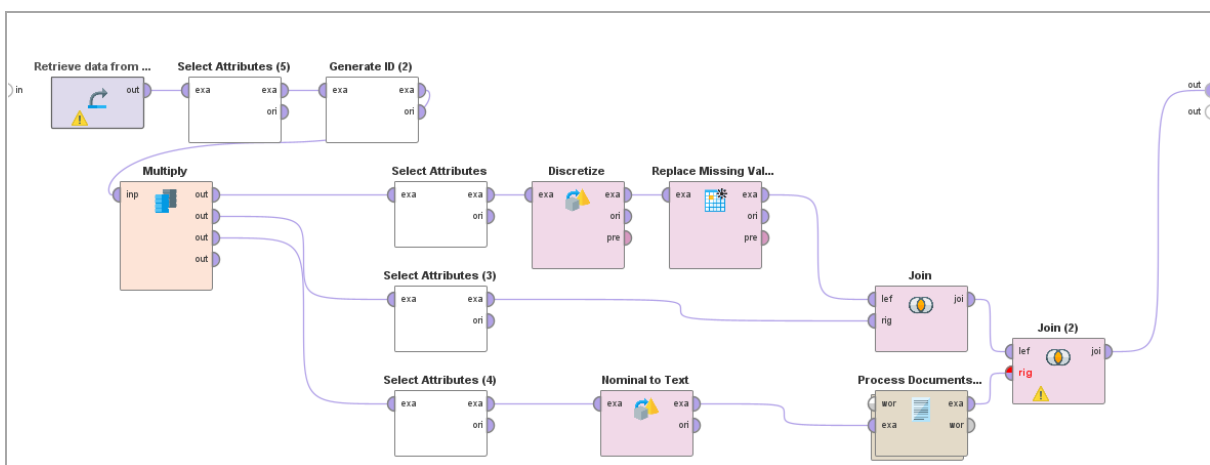 Retrieve data from ...
Select Attributes (5)
Generate ID (2)
in
out
exa
exa
ori
exa
exa
ori
out
out
Multiply
inp
out
out
out
out
Select Attributes
exa
exa
ori
Discretize
exa
exa
ori
pre
Replace Missing Val...
exa
exa
ori
pre
Select Attributes (3)
exa
exa
ori
Join
lef
joi
rig
Join (2)
lef
joi
rig
Select Attributes (4)
exa
exa
ori
Nominal to Text
exa
exa
ori
Process Documents...
wor
exa
exa
wor